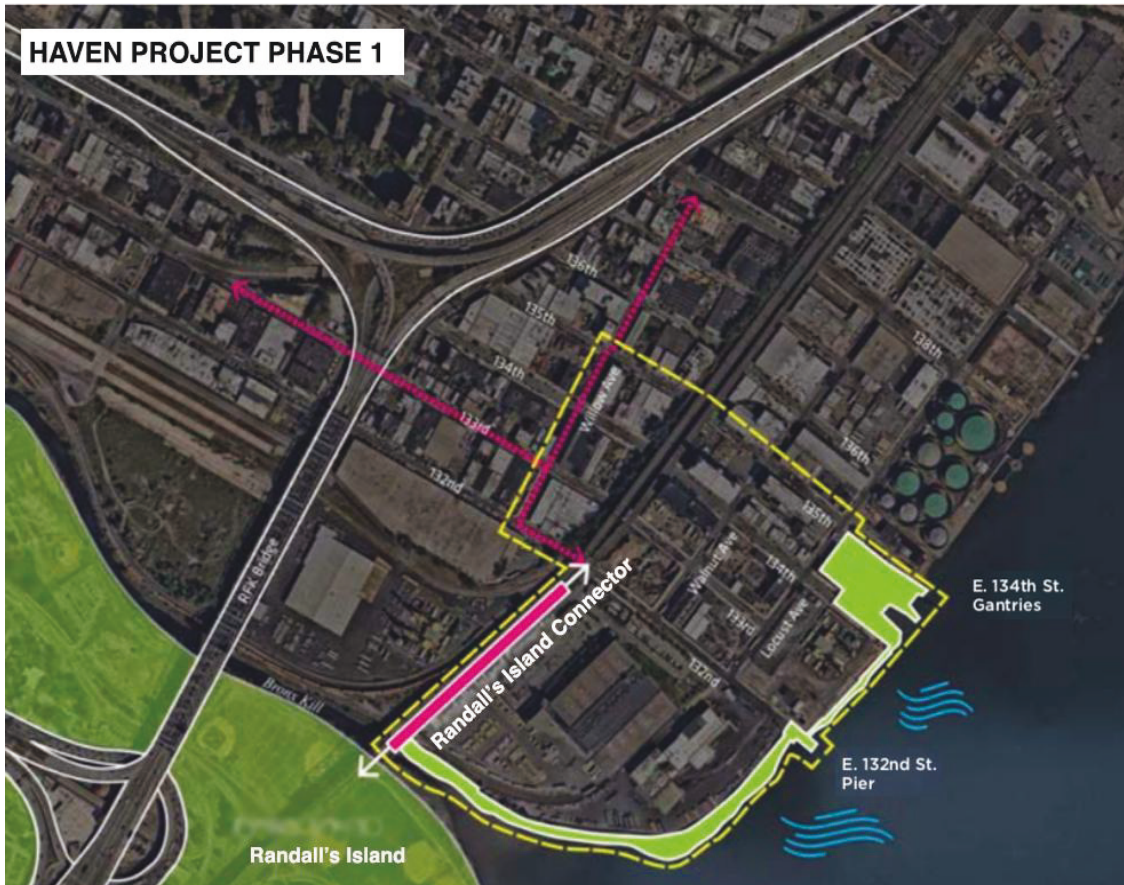 HAVEN PROJECT PHASE 1
136th
135th
134th
Willow Ave
138th
133rd
132nd
136th
135th
RFK Bridge
Walnut Ave
134th
E. 134th St.
Gantries
133rd
Locust Ave
Randall's Island Connector
132nd
Bronx Kill
E. 132nd St.
Pier
Randall's Island